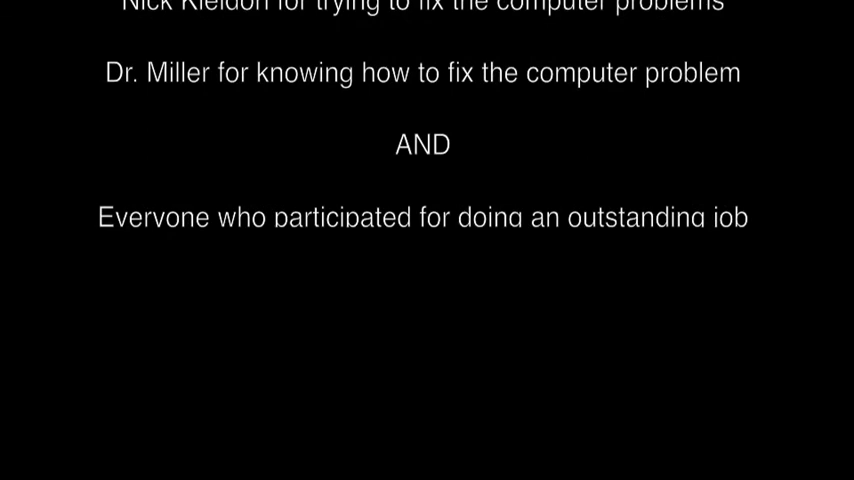 Nick Kleidon for trying to fix the computer problems
Dr. Miller for knowing how to fix the computer problem
AND
Everyone who participated for doing an outstanding job